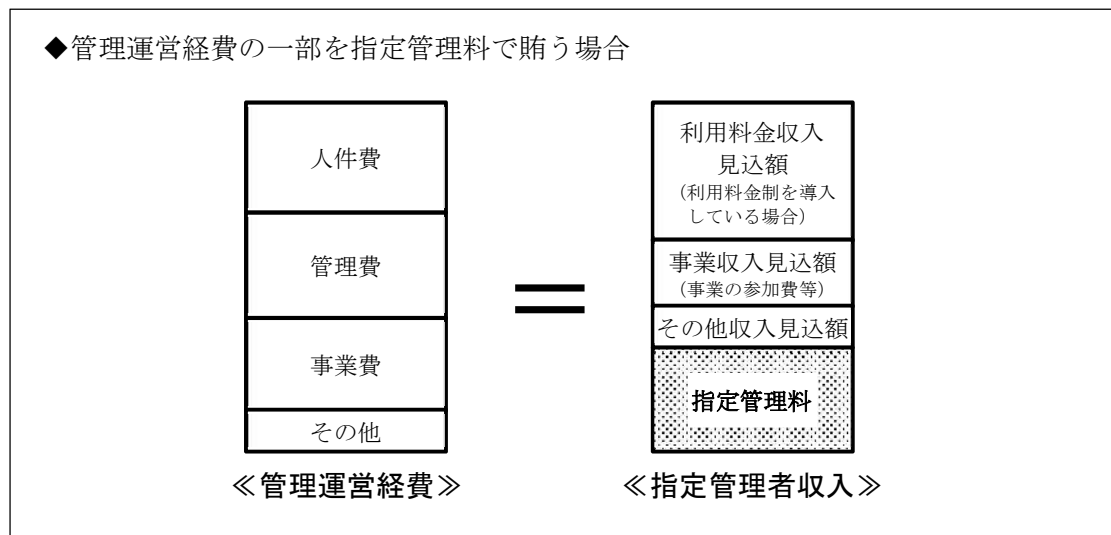 ◆管理運営経費の一部を指定管理料で賄う場合
人件費
管理費
事業費
その他
≪管理運営経費≫
＝
利用料金収入
見込額
（利用料金制を導入
している場合）
事業収入見込額
（事業の参加費等）
その他収入見込額
指定管理料
≪指定管理者収入≫